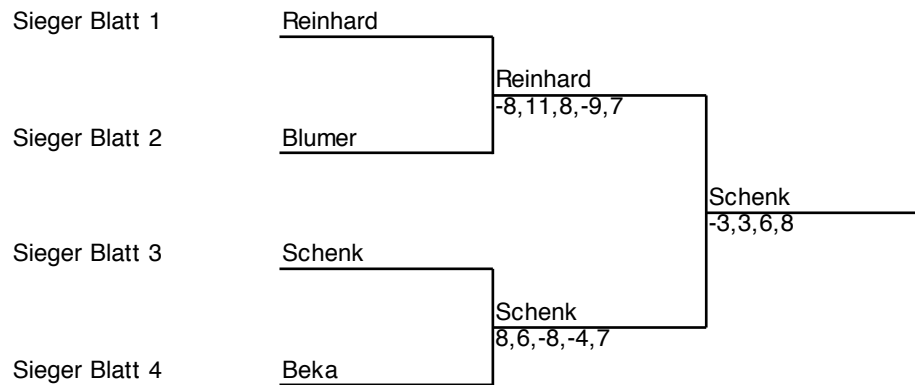 Sieger Blatt 1 Reinhard
Reinhard
-8,11,8,-9,7
Sieger Blatt 2 Blumer
Schenk
-3,3,6,8
Sieger Blatt 3 Schenk
Schenk
8,6,-8,-4,7
Sieger Blatt 4 Beka